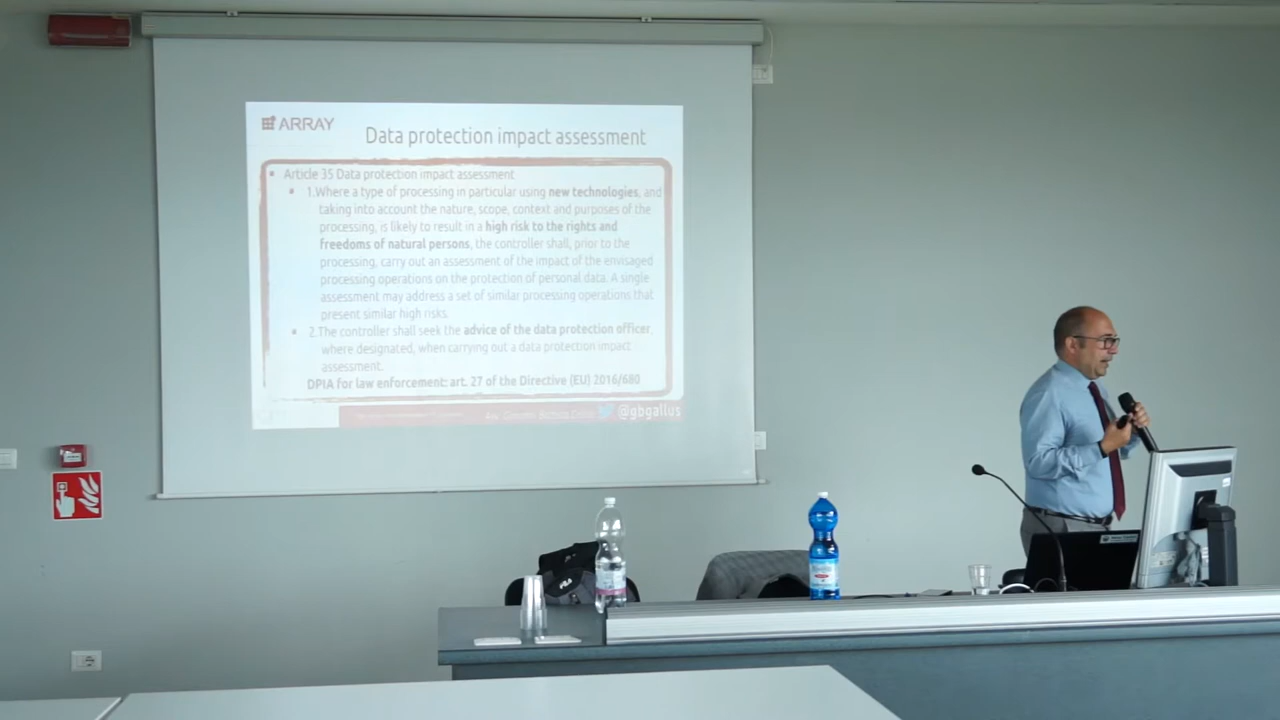 ARRAY
Data protection impact assessment
Article 35 Data protection impact assessment
1.Where a type of processing in particular using new technologies, and
taking into account the nature, scope, context and purposes of the
processing, is likely to result in a high risk to the rights and
freedoms of natural persons, the controller shall, prior to the
processing, carry out an assessment of the impact of the envisaged
processing operations on the protection of personal data. A single
assessment may address a set of similar processing operations that
present similar high risks.
2.The controller shall seek the advice of the data protection officer,
where designated, when carrying out a data protection impact
assessment.
DPIA for law enforcement: art. 27 of the Directive (EU) 2016/680
@gbgallus
FILA